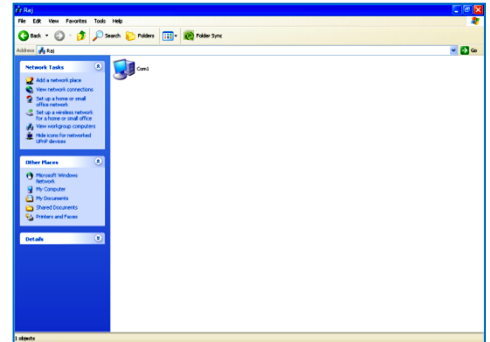 Raj
File Edit View Favorites Tools Help
Back Search Folders Folder Sync
Address Raj Go
Network Tasks
Add a network place
View network connections
Set up a home or small
office network
Set up a wireless network
for a home or small office
View workgroup computers
Hide icons for networked
UPnP devices
Other Places
Microsoft Windows
Network
My Computer
My Documents
Shared Documents
Printers and Faxes
Details
Com1
1 objects